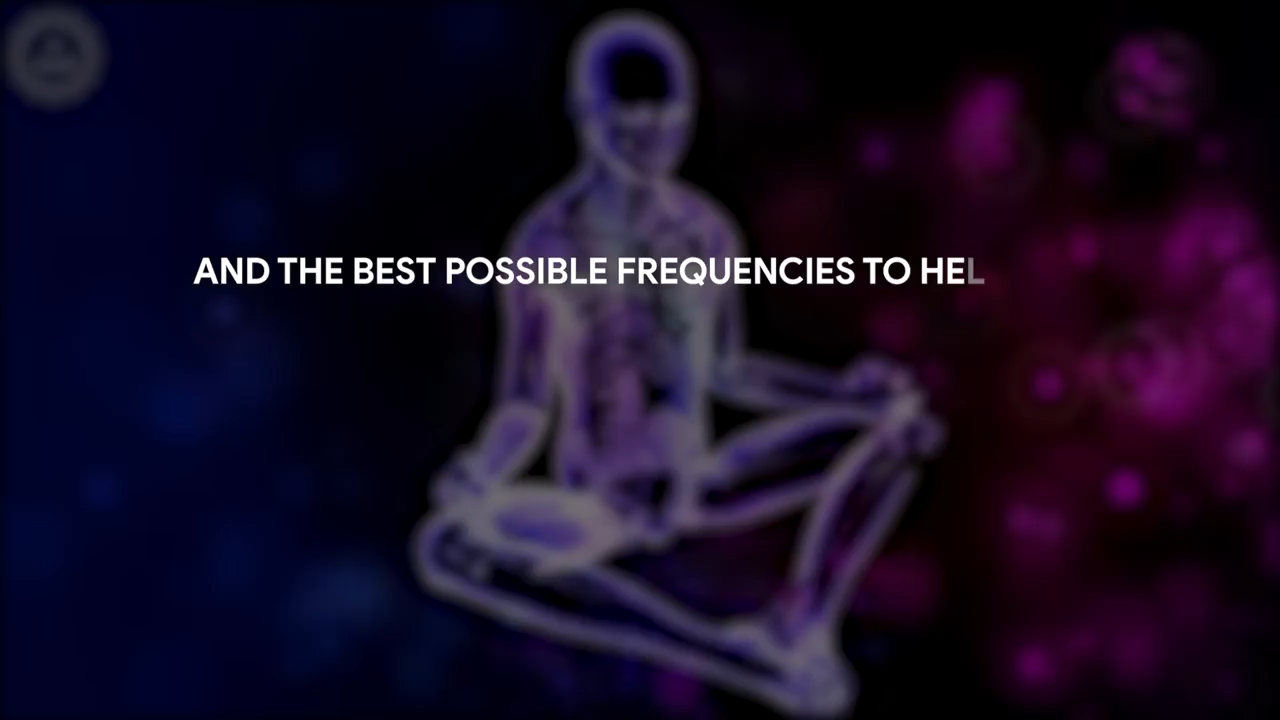 AND THE BEST POSSIBLE FREQUENCIES TO HEL